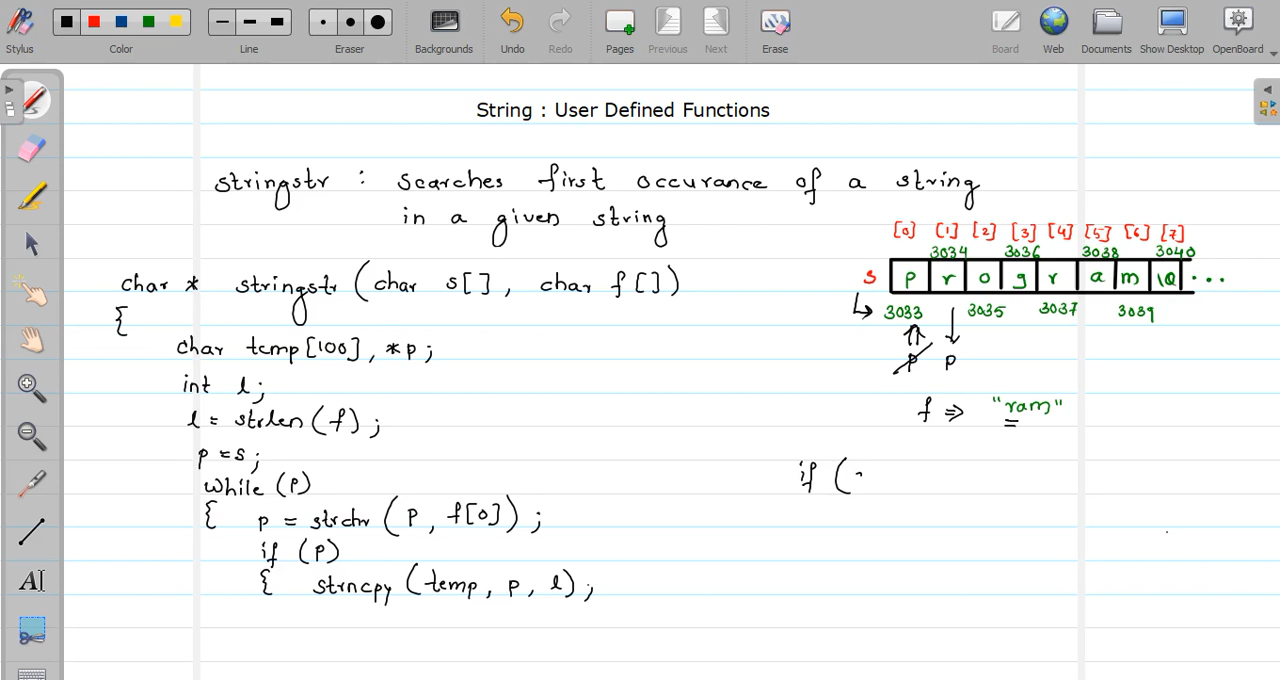 Stylus Color Line Eraser Backgrounds Undo Redo Pages Previous Next Erase Board Web Documents Show Desktop OpenBoard
String : User Defined Functions
stringstr : searches first occurance of a string
in a given string
[0] [1] [2] [3] [4] [5] [6] [7]
3034 3036 3038 3040
s p r o g r a m \0 ...
3033 3035 3037 3039
p p
f => "ram"
char * stringstr (char s[] , char f[])
{
char temp[100], *p;
int l;
l = strlen (f);
p = s;
while (p)
{ p = strchr (p, f[0]);
if (p)
{ strncpy (temp, p, l);
if (